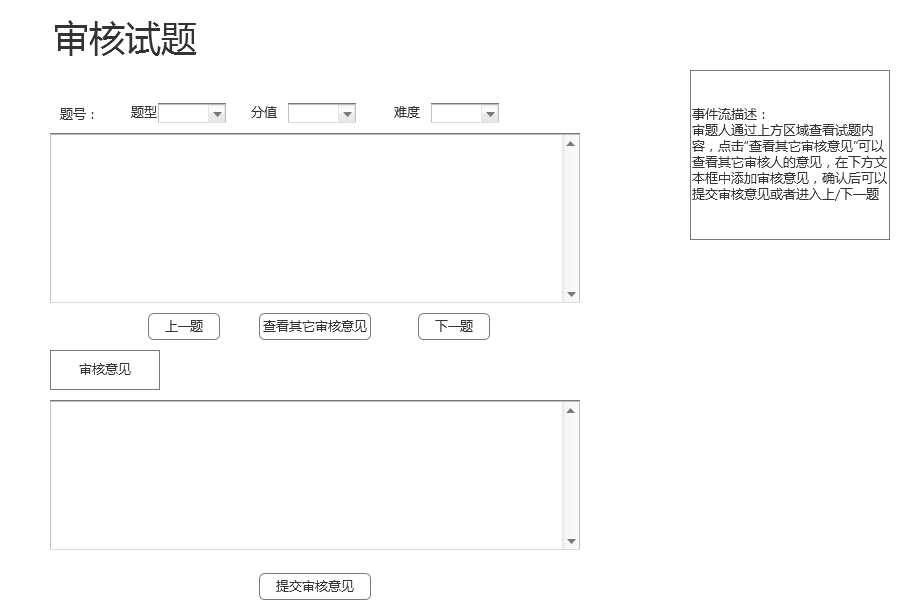 审核试题
题号： 题型 分值 难度
事件流描述：
审题人通过上方区域查看试题内
容，点击“查看其它审核意见”可以
查看其它审核人的意见，在下方文
本框中添加审核意见，确认后可以
提交审核意见或者进入上/下一题
上一题 查看其它审核意见 下一题
审核意见
提交审核意见